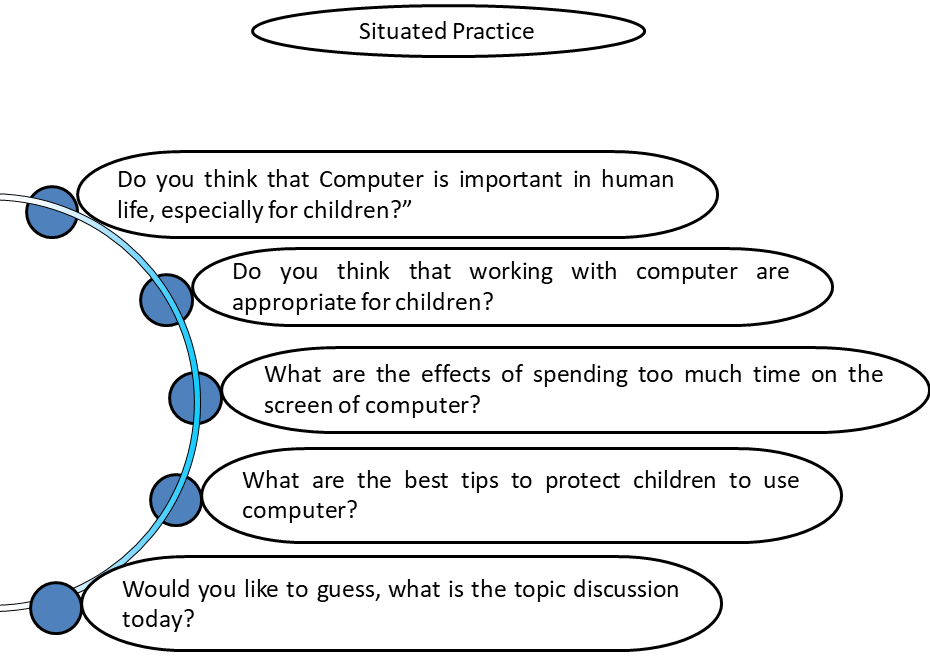 Situated Practice
Do you think that Computer is important in human
life, especially for children?”
Do you think that working with computer are
appropriate for children?
What are the effects of spending too much time on the
screen of computer?
What are the best tips to protect children to use
computer?
Would you like to guess, what is the topic discussion
today?